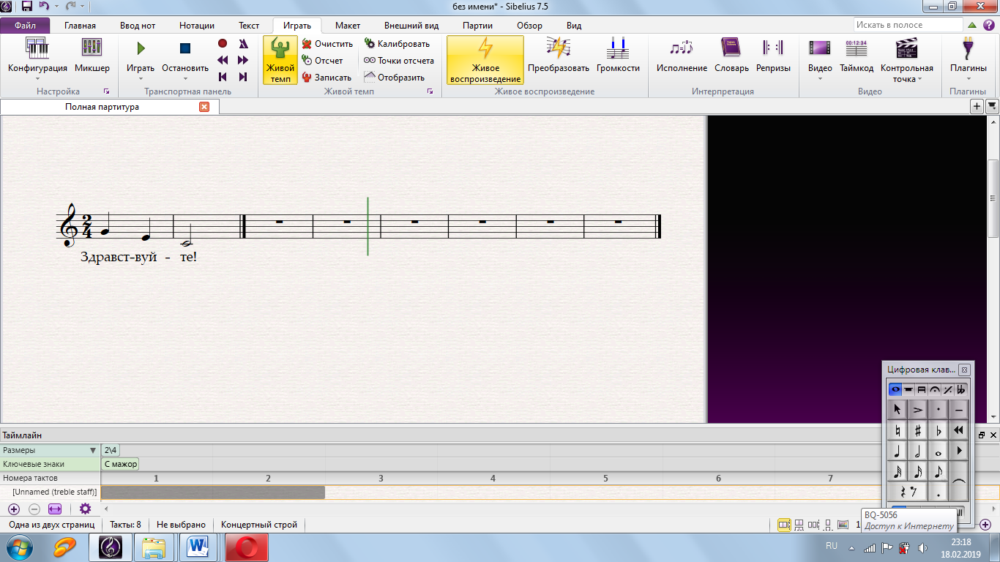 без имени* - Sibelius 7.5
Файл Главная Ввод нот Нотации Текст Играть Макет Внешний вид Партии Обзор Вид Искать в полосе
Конфигурация Микшер Играть Остановить Живой темп Очистить Отсчет Записать Калибровать Точки отсчета Отобразить Живое воспроизведение Преобразовать Громкости Исполнение Словарь Репризы Видео Таймкод Контрольная точка Плагины
00:12:34
Настройка Транспортная панель Живой темп Живое воспроизведение Интерпретация Видео Плагины
Полная партитура
2
4
Здравст-вуй - те!
Цифровая клав...
Таймлайн
Размеры 2\4
Ключевые знаки С мажор
Номера тактов 1 2 3 4 5 6 7
[Unnamed (treble staff)]
All
Одна из двух страниц Такты: 8 Не выбрано Концертный строй
BQ-5056
Доступ к Интернету
RU 23:18
18.02.2019